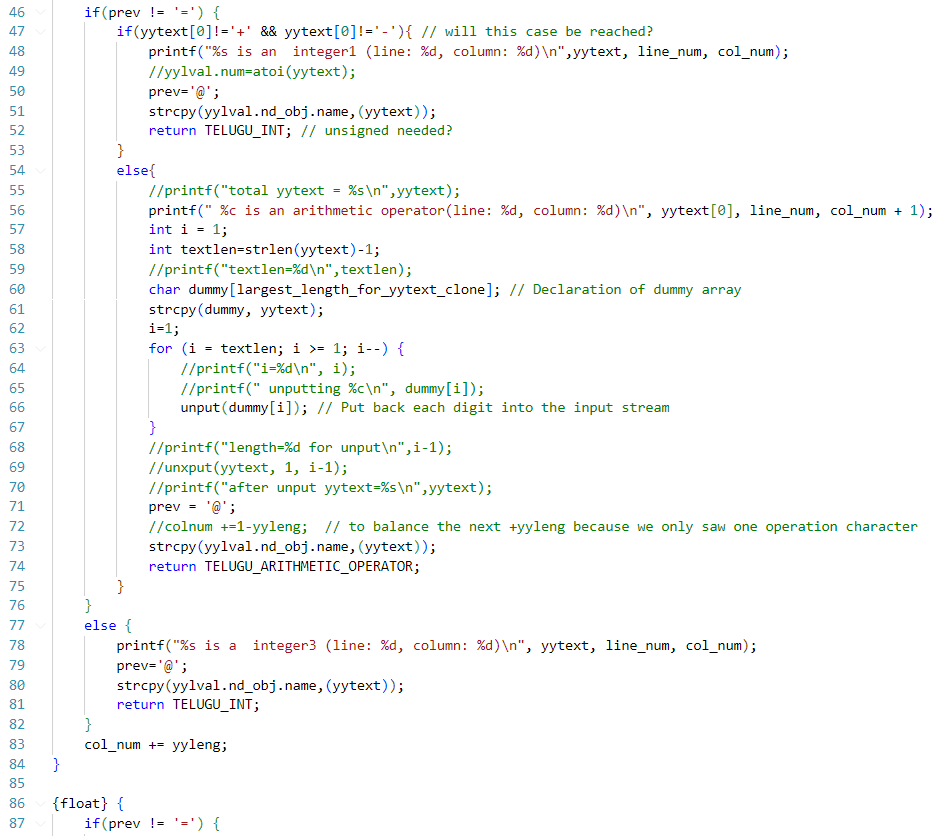 46 if(prev != '=') {
47 if(yytext[0]!='+' && yytext[0]!='-'){ // will this case be reached?
48 printf("%s is an  integer1 (line: %d, column: %d)\n",yytext, line_num, col_num);
49 //yylval.num=atoi(yytext);
50 prev='@';
51 strcpy(yylval.nd_obj.name,(yytext));
52 return TELUGU_INT; // unsigned needed?
53 }
54 else{
55 //printf("total yytext = %s\n",yytext);
56 printf(" %c is an arithmetic operator(line: %d, column: %d)\n", yytext[0], line_num, col_num + 1);
57 int i = 1;
58 int textlen=strlen(yytext)-1;
59 //printf("textlen=%d\n",textlen);
60 char dummy[largest_length_for_yytext_clone]; // Declaration of dummy array
61 strcpy(dummy, yytext);
62 i=1;
63 for (i = textlen; i >= 1; i--) {
64 //printf("i=%d\n", i);
65 //printf(" unputting %c\n", dummy[i]);
66 unput(dummy[i]); // Put back each digit into the input stream
67 }
68 //printf("length=%d for unput\n",i-1);
69 //unxput(yytext, 1, i-1);
70 //printf("after unput yytext=%s\n",yytext);
71 prev = '@';
72 //colnum +=1-yyleng;  // to balance the next +yyleng because we only saw one operation character
73 strcpy(yylval.nd_obj.name,(yytext));
74 return TELUGU_ARITHMETIC_OPERATOR;
75 }
76 }
77 else {
78 printf("%s is a  integer3 (line: %d, column: %d)\n", yytext, line_num, col_num);
79 prev='@';
80 strcpy(yylval.nd_obj.name,(yytext));
81 return TELUGU_INT;
82 }
83 col_num += yyleng;
84 }
85
86 {float} {
87 if(prev != '=') {